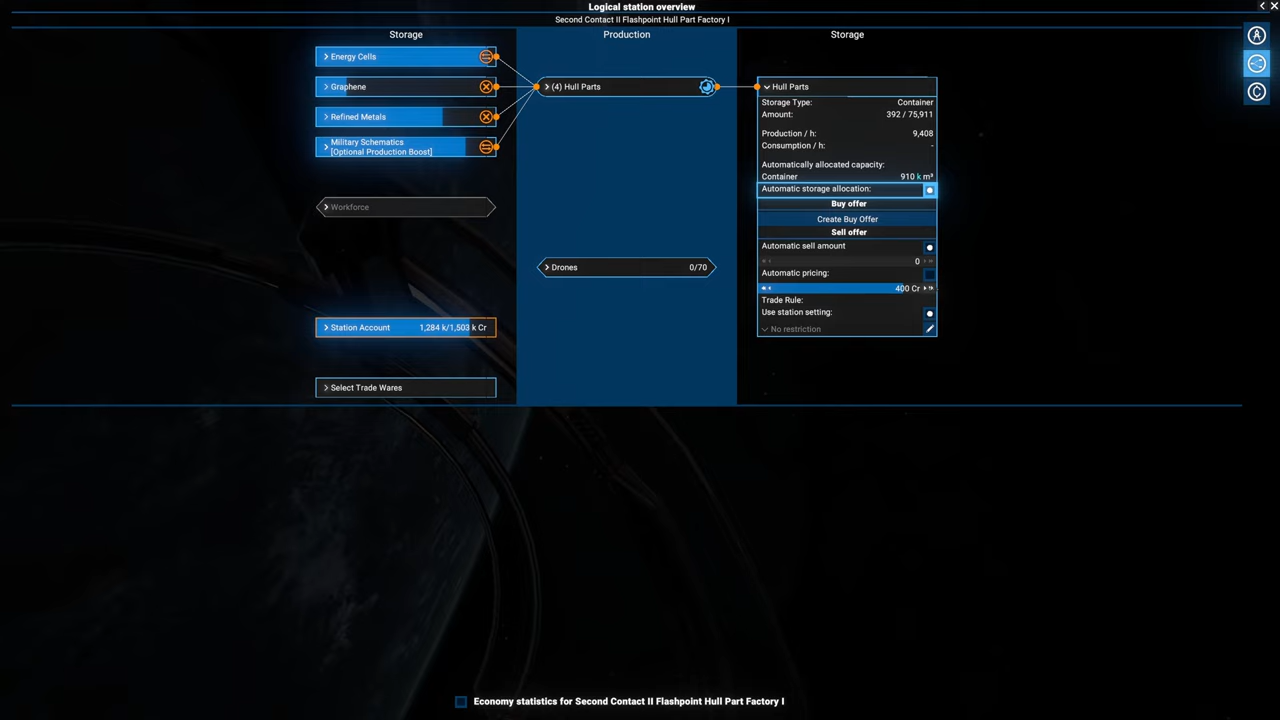 Logical station overview
Second Contact II Flashpoint Hull Part Factory I
Storage
Production
Storage
Energy Cells
Graphene
Refined Metals
Military Schematics
[Optional Production Boost]
Workforce
Station Account 1,284 k/1,503 k Cr
Select Trade Wares
(4) Hull Parts
Drones 0/70
Hull Parts
Storage Type: Container
Amount: 392 / 75,911
Production / h: 9,408
Consumption / h: -
Automatically allocated capacity:
Container 910 k m³
Automatic storage allocation:
Buy offer
Create Buy Offer
Sell offer
Automatic sell amount
0
Automatic pricing:
400 Cr
Trade Rule:
Use station setting:
No restriction
Economy statistics for Second Contact II Flashpoint Hull Part Factory I